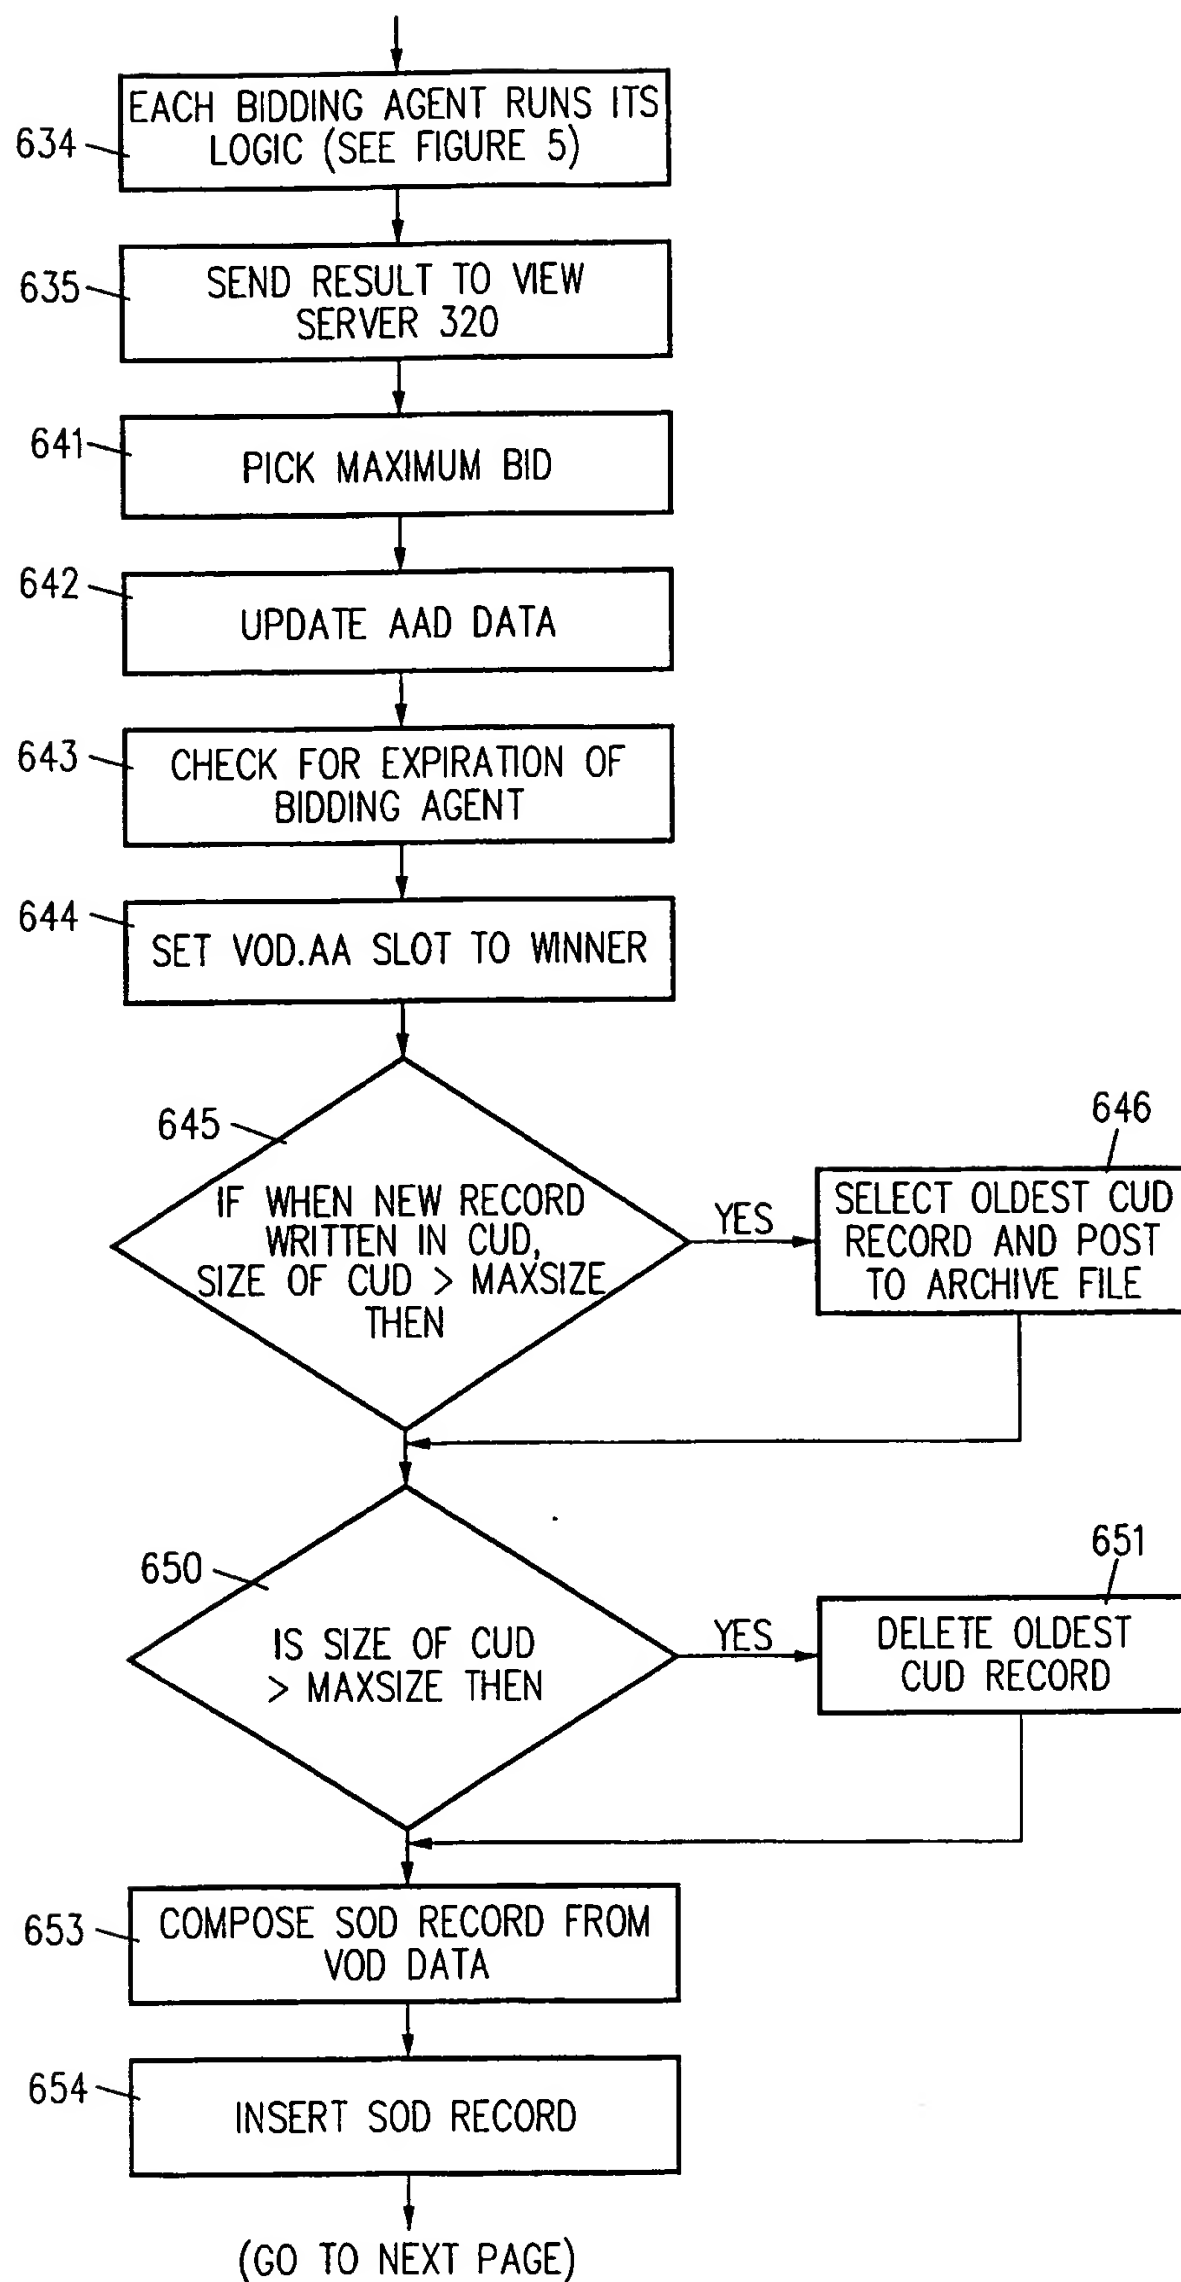 EACH BIDDING AGENT RUNS ITS
LOGIC (SEE FIGURE 5)
634
SEND RESULT TO VIEW
SERVER 320
635
641
PICK MAXIMUM BID
642
UPDATE AAD DATA
643
CHECK FOR EXPIRATION OF
BIDDING AGENT
644
SET VOD.AA SLOT TO WINNER
645
IF WHEN NEW RECORD
WRITTEN IN CUD,
SIZE OF CUD > MAXSIZE
THEN
YES
646
SELECT OLDEST CUD
RECORD AND POST
TO ARCHIVE FILE
650
IS SIZE OF CUD
> MAXSIZE THEN
YES
651
DELETE OLDEST
CUD RECORD
653
COMPOSE SOD RECORD FROM
VOD DATA
654
INSERT SOD RECORD
(GO TO NEXT PAGE)